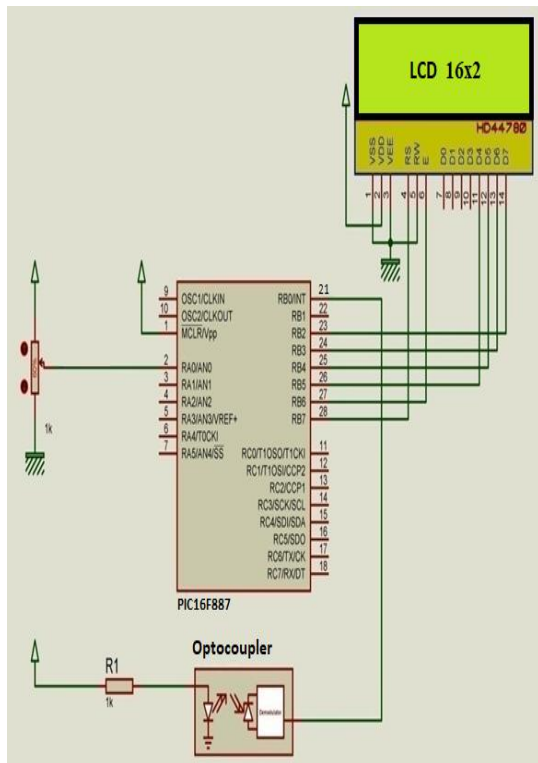 LCD 16x2
HD44780
VSS
VDD
VEE
RS
RW
E
D0
D1
D2
D3
D4
D5
D6
D7
1
2
3
4
5
6
7
8
9
10
11
12
13
14
9 OSC1/CLKIN RB0/INT 21
10 OSC2/CLKOUT RB1 22
1 MCLR/Vpp RB2 23
RB3 24
2 RA0/AN0 RB4 25
3 RA1/AN1 RB5 26
4 RA2/AN2 RB6 27
5 RA3/AN3/VREF+ RB7 28
6 RA4/T0CKI
7 RA5/AN4/SS RC0/T1OSO/T1CKI 11
RC1/T1OSI/CCP2 12
RC2/CCP1 13
RC3/SCK/SCL 14
RC4/SDI/SDA 15
RC5/SDO 16
RC6/TX/CK 17
RC7/RX/DT 18
1k
PIC16F887
Optocoupler
R1
1k